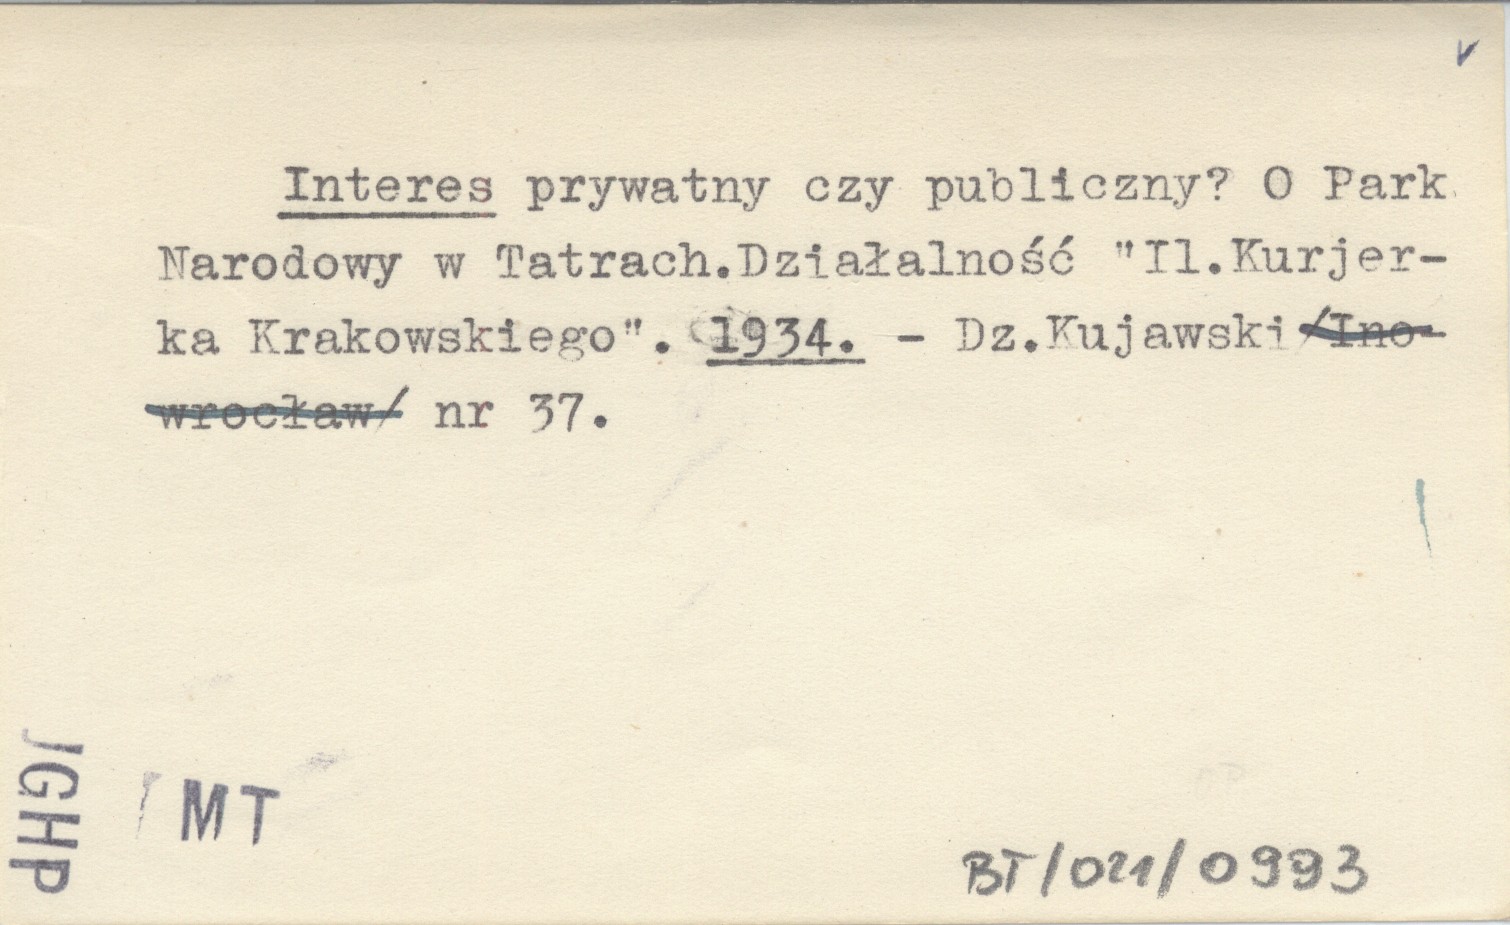 Interes prywatny czy publiczny? O Park
Narodowy w Tatrach.Działalność "Il.Kurjer-
ka Krakowskiego". 1934. - Dz.Kujawski /Ino-
wrocław/ nr 37.
IGHP
MT
BT/021/0993